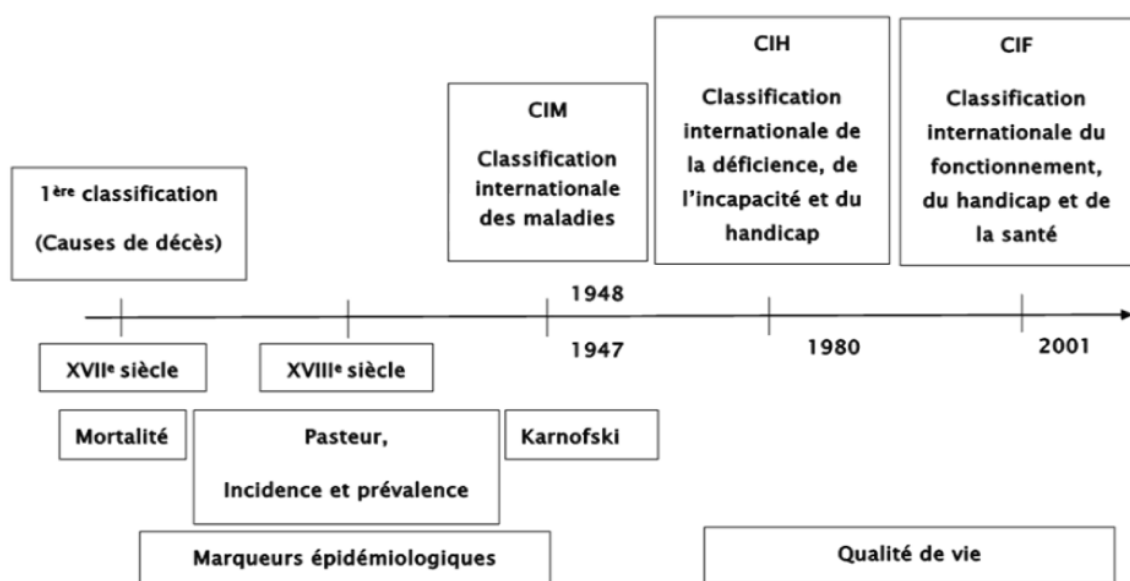 1ère classification
(Causes de décès)
CIM
Classification
internationale
des maladies
CIH
Classification
internationale de
la déficience, de
l’incapacité et du
handicap
CIF
Classification
internationale du
fonctionnement,
du handicap et de
la santé
1948
1947
1980
2001
XVIIe siècle
XVIIIe siècle
Mortalité
Pasteur,
Incidence et prévalence
Karnofski
Marqueurs épidémiologiques
Qualité de vie